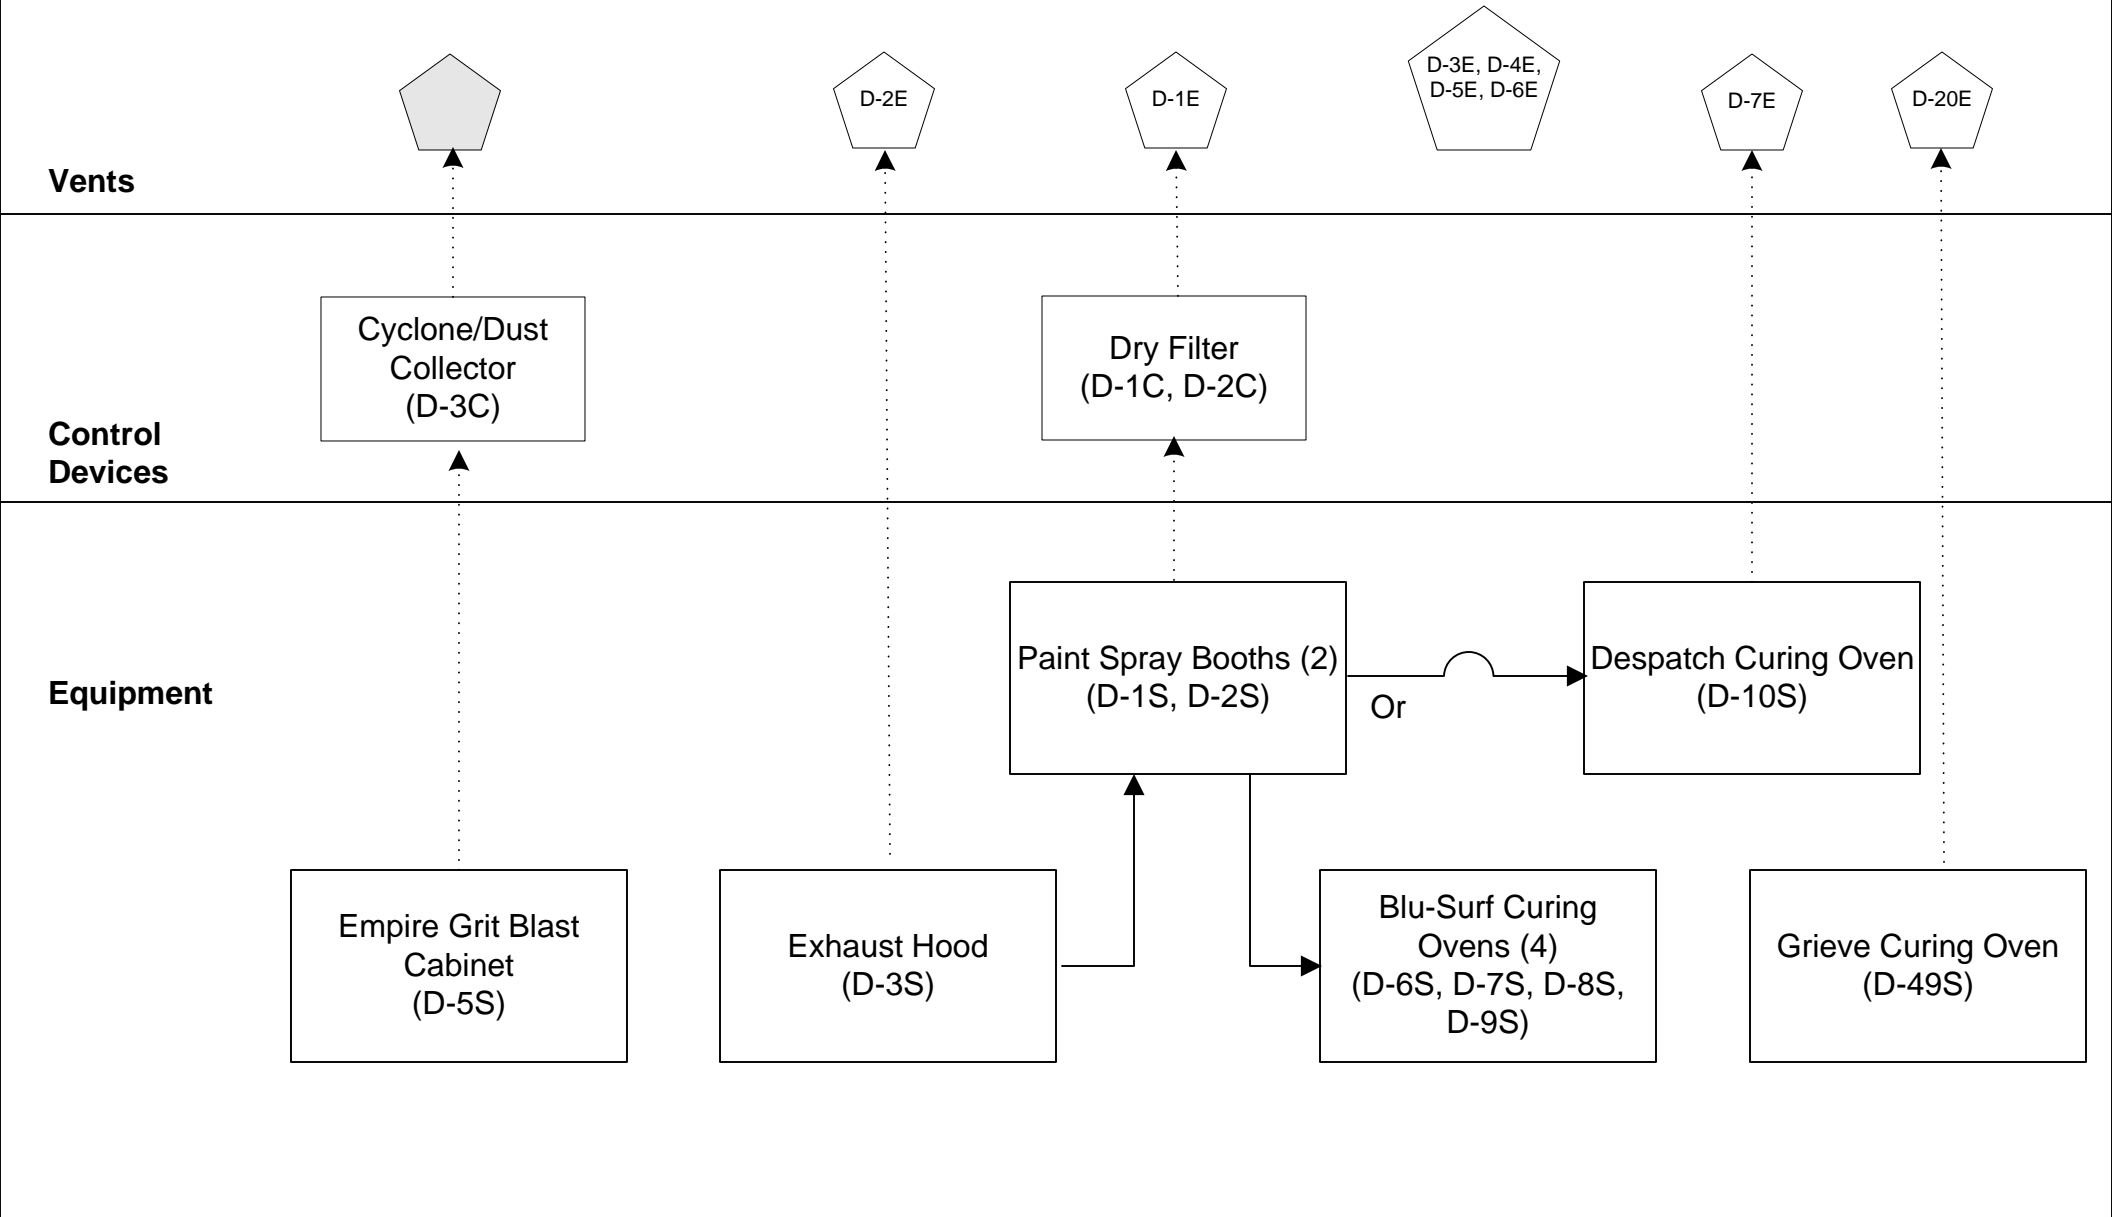 D-2E
D-1E
D-3E, D-4E,
D-5E, D-6E
D-7E
D-20E
Vents
Cyclone/Dust
Collector
(D-3C)
Dry Filter
(D-1C, D-2C)
Control
Devices
Paint Spray Booths (2)
(D-1S, D-2S)
Or
Despatch Curing Oven
(D-10S)
Equipment
Empire Grit Blast
Cabinet
(D-5S)
Exhaust Hood
(D-3S)
Blu-Surf Curing
Ovens (4)
(D-6S, D-7S, D-8S,
D-9S)
Grieve Curing Oven
(D-49S)